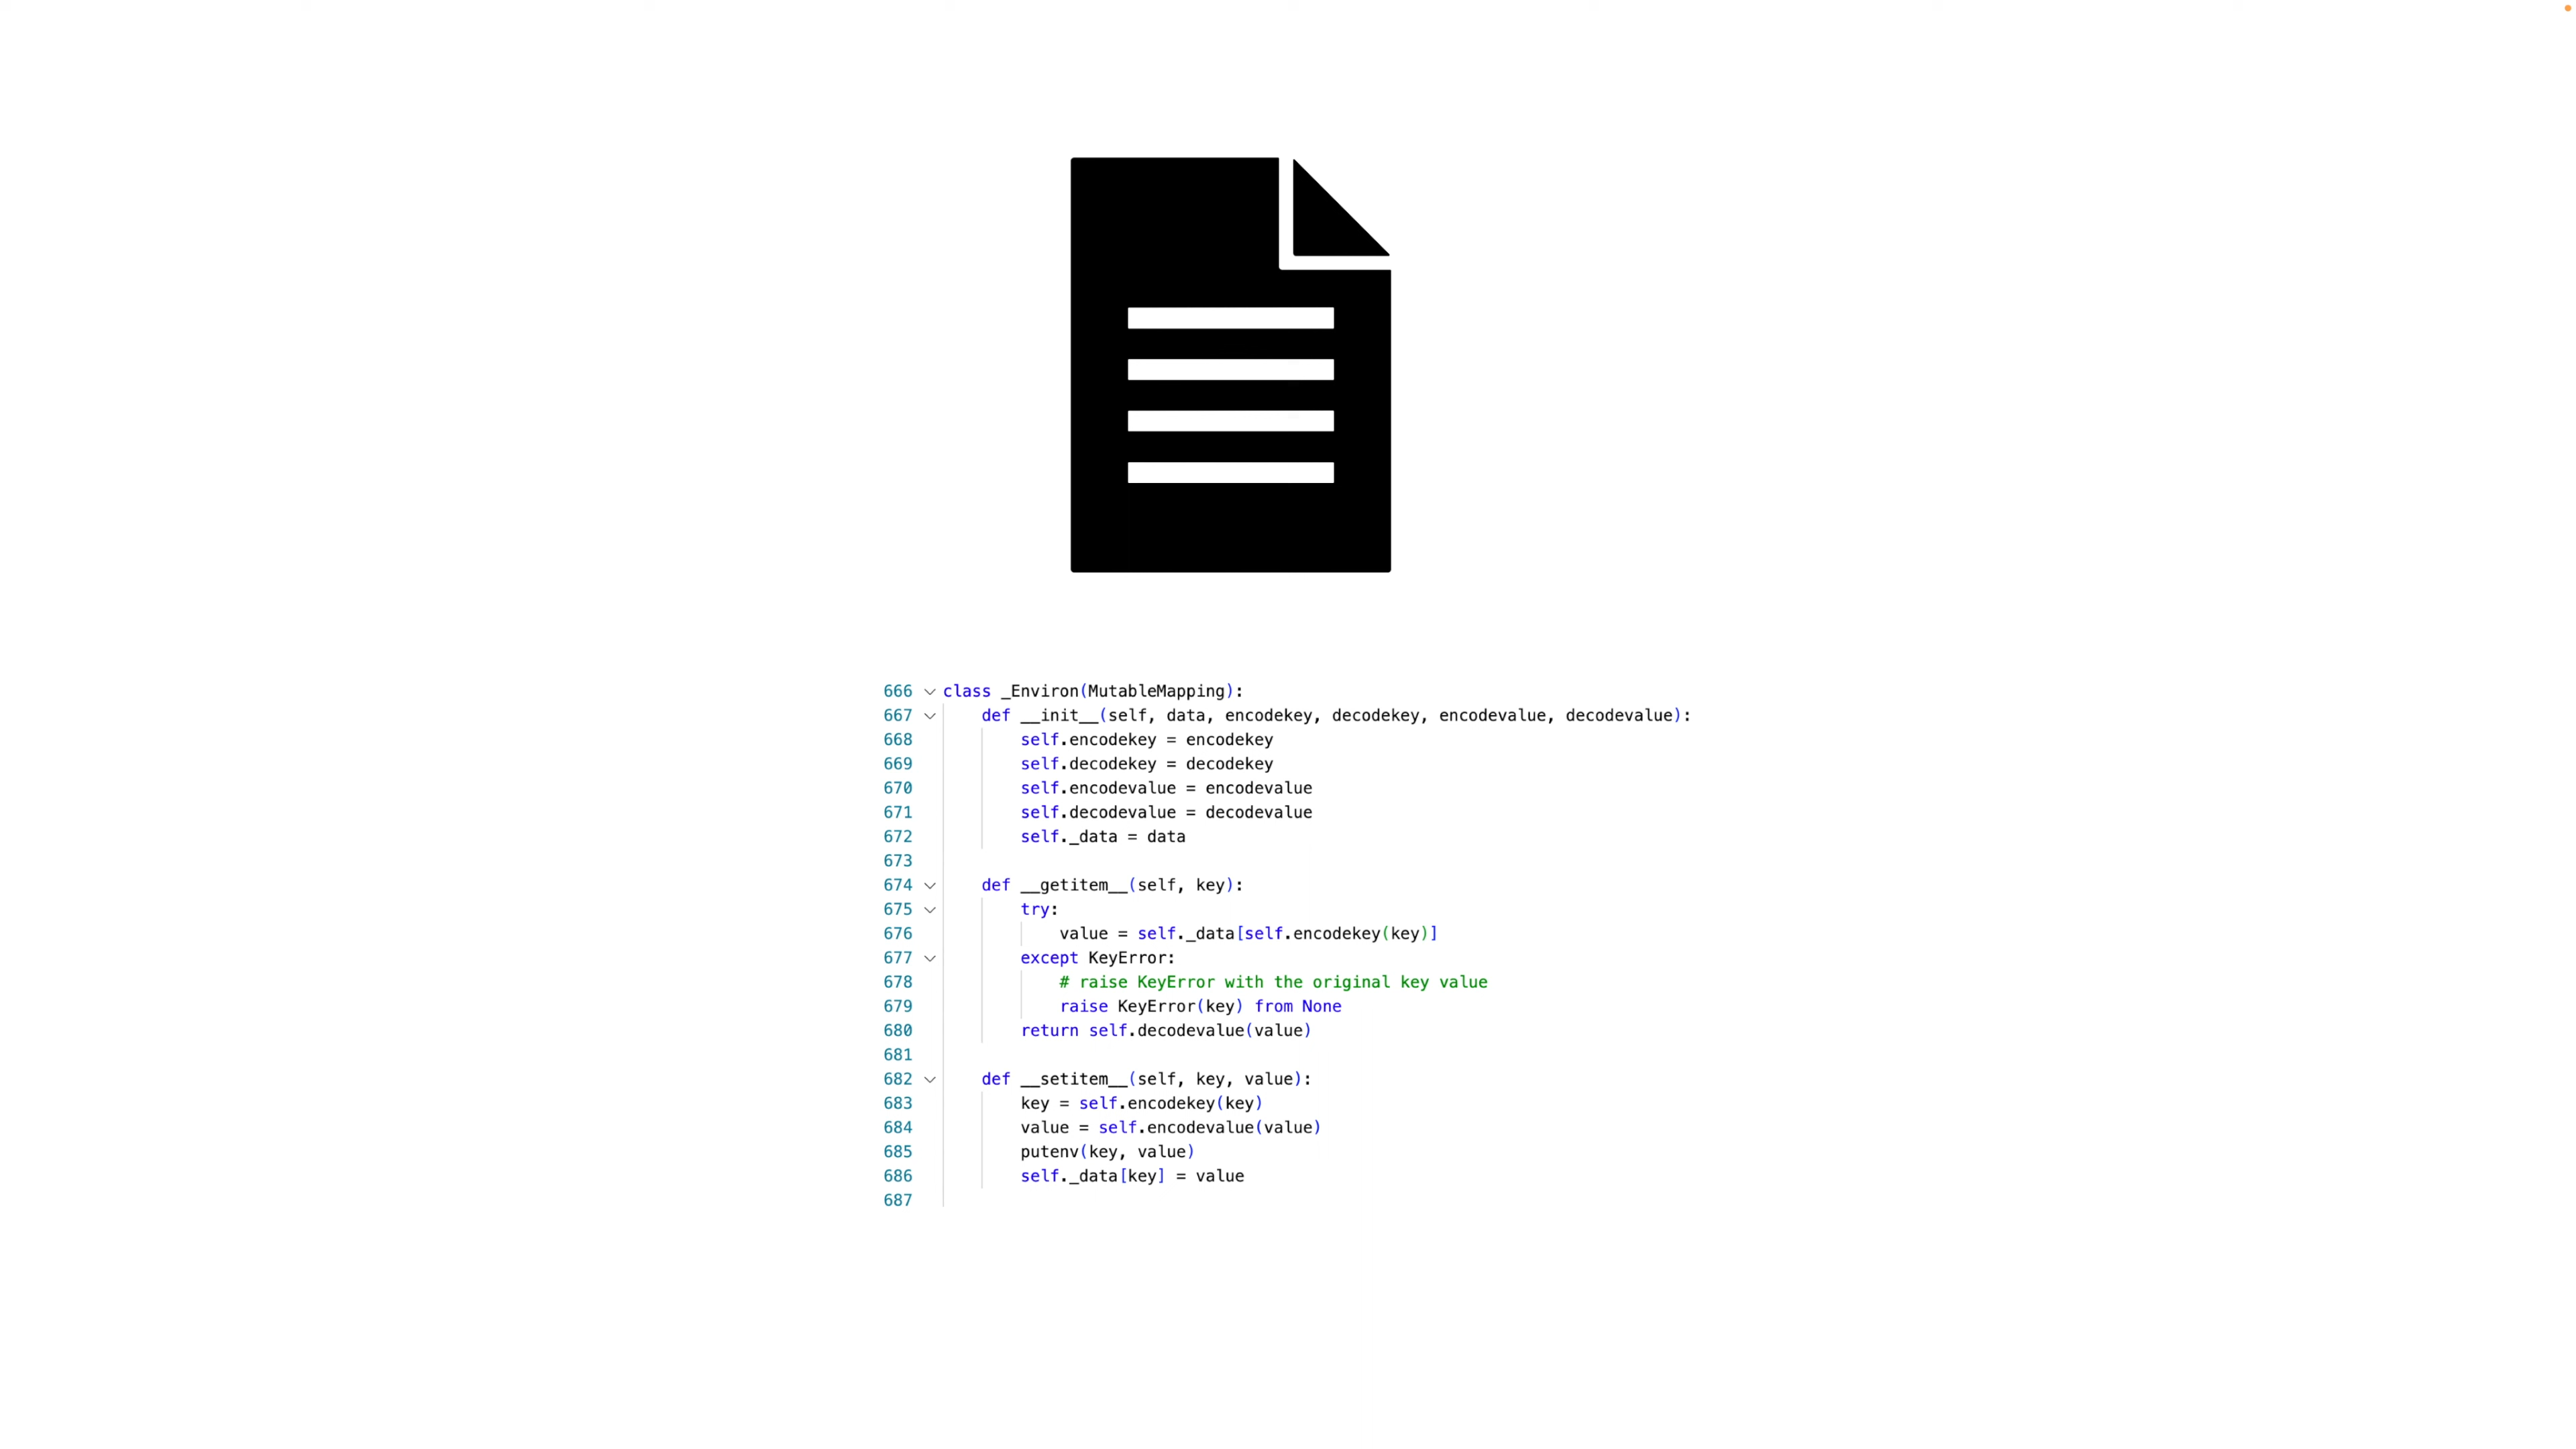 666 class _Environ(MutableMapping):
667     def __init__(self, data, encodekey, decodekey, encodevalue, decodevalue):
668         self.encodekey = encodekey
669         self.decodekey = decodekey
670         self.encodevalue = encodevalue
671         self.decodevalue = decodevalue
672         self._data = data
673
674     def __getitem__(self, key):
675         try:
676             value = self._data[self.encodekey(key)]
677         except KeyError:
678             # raise KeyError with the original key value
679             raise KeyError(key) from None
680         return self.decodevalue(value)
681
682     def __setitem__(self, key, value):
683         key = self.encodekey(key)
684         value = self.encodevalue(value)
685         putenv(key, value)
686         self._data[key] = value
687